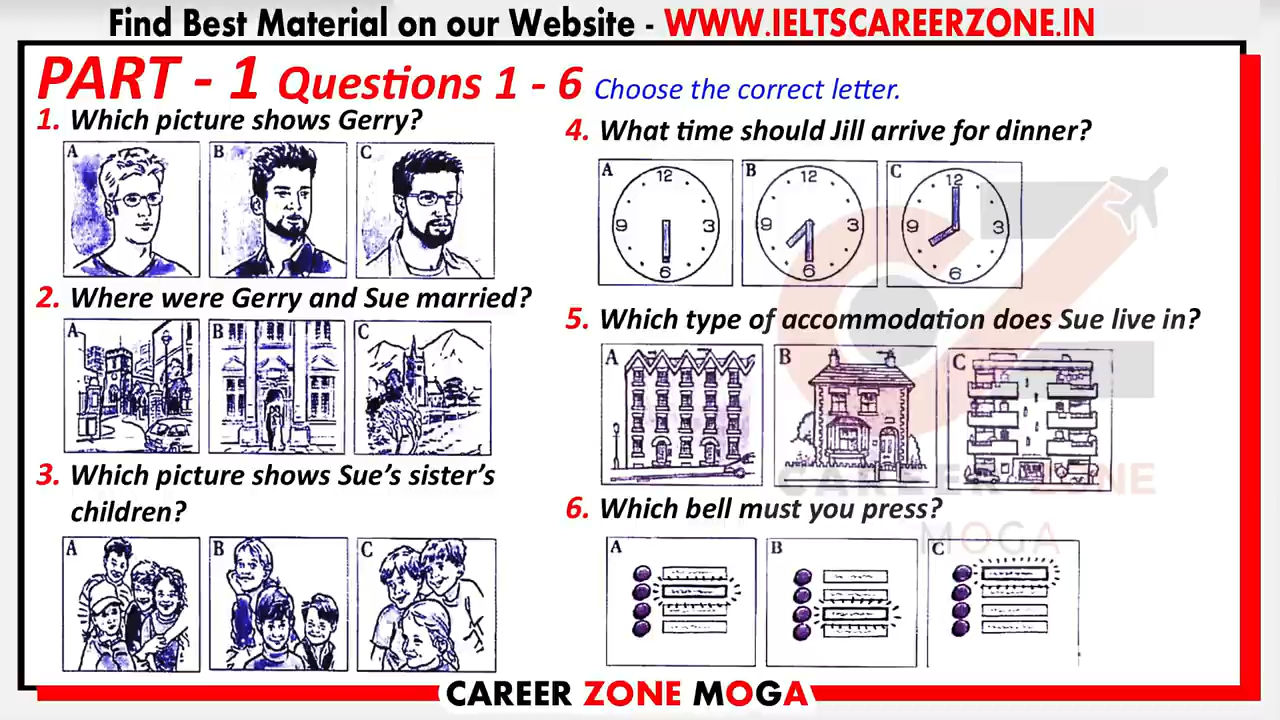 Find Best Material on our Website - WWW.IELTSCAREERZONE.IN
PART - 1 Questions 1 - 6 Choose the correct letter.
1. Which picture shows Gerry?
A B C
2. Where were Gerry and Sue married?
A B C
3. Which picture shows Sue’s sister’s
children?
A B C
4. What time should Jill arrive for dinner?
A B C
12 12 12
9 3 9 3 9 3
6 6 6
5. Which type of accommodation does Sue live in?
A B C
6. Which bell must you press?
A B C
CAREER ZONE
MOGA
CAREER ZONE MOGA